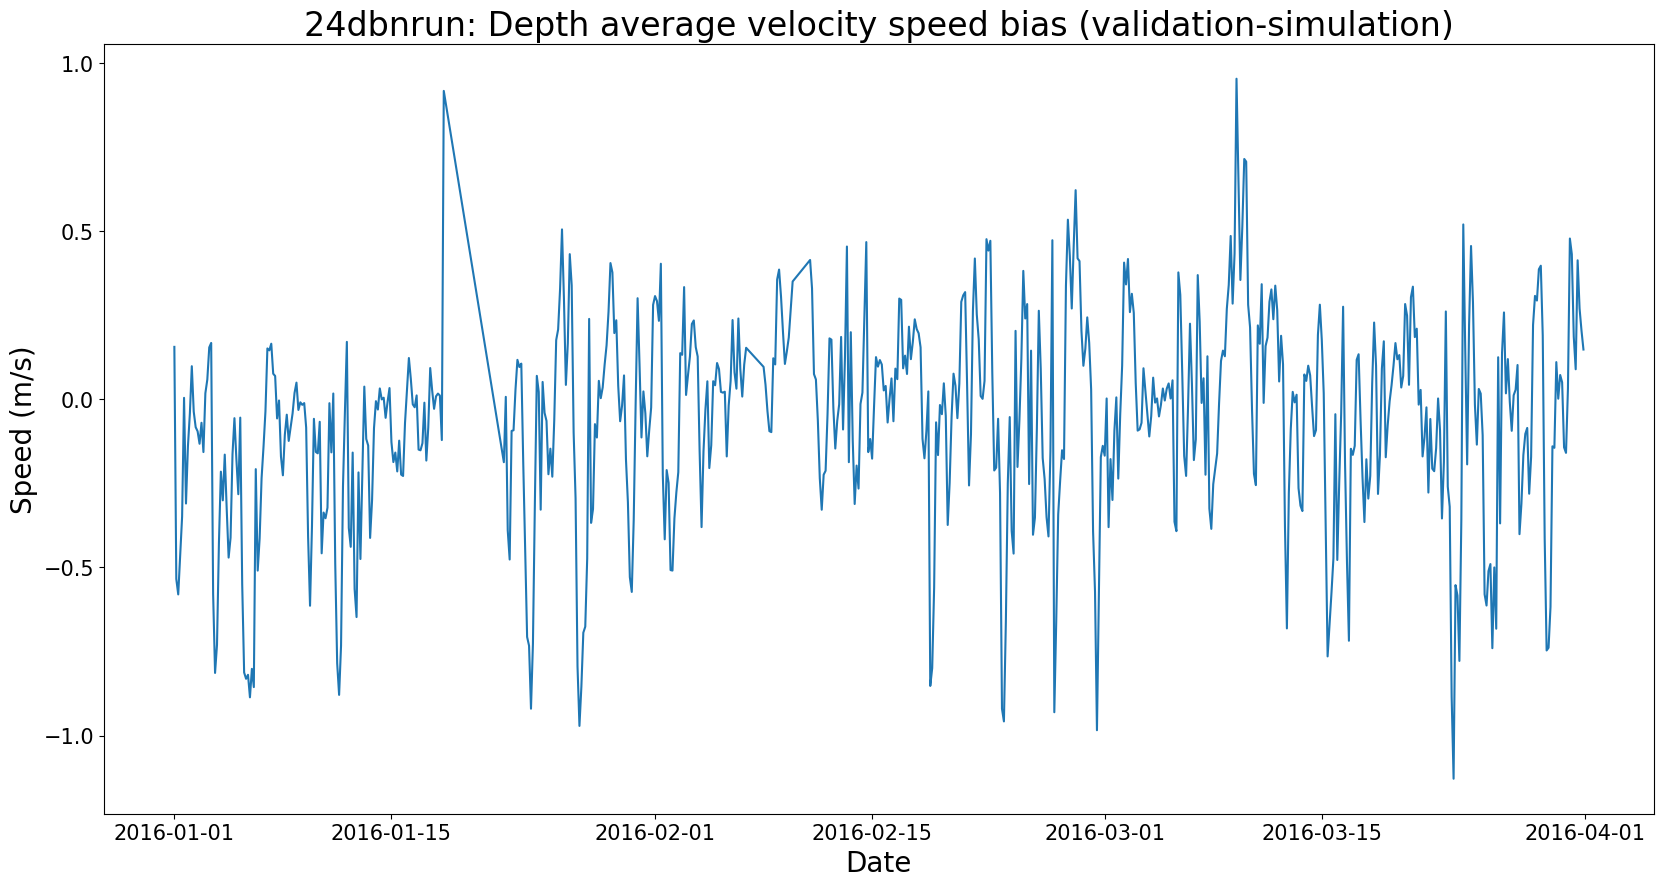 24dbnrun: Depth average velocity speed bias (validation-simulation)
1.0
0.5
0.0
−0.5
−1.0
Speed (m/s)
2016-01-01 2016-01-15 2016-02-01 2016-02-15 2016-03-01 2016-03-15 2016-04-01
Date